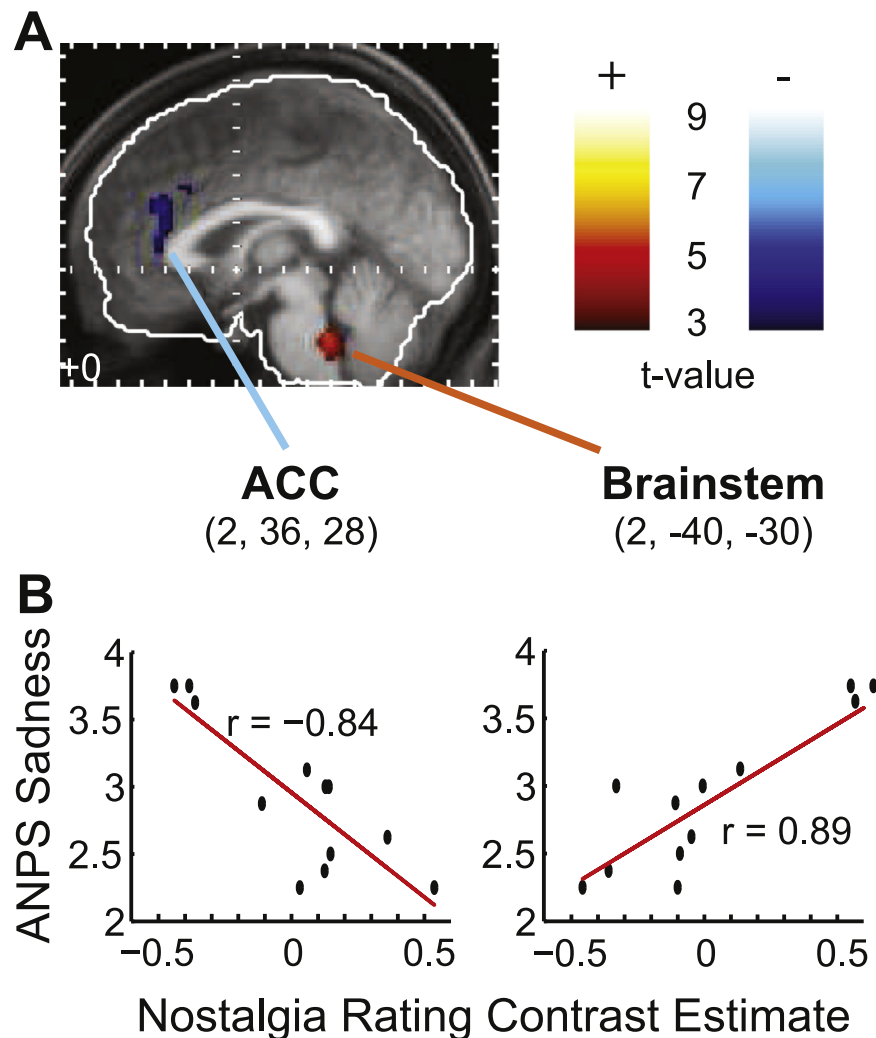 A
+ -
9
7
5
3
t-value
+0
ACC
(2, 36, 28)
Brainstem
(2, -40, -30)
B
ANPS Sadness
4
3.5
3
2.5
2
r = −0.84
−0.5 0 0.5
4
3.5
3
2.5
2
r = 0.89
−0.5 0 0.5
Nostalgia Rating Contrast Estimate